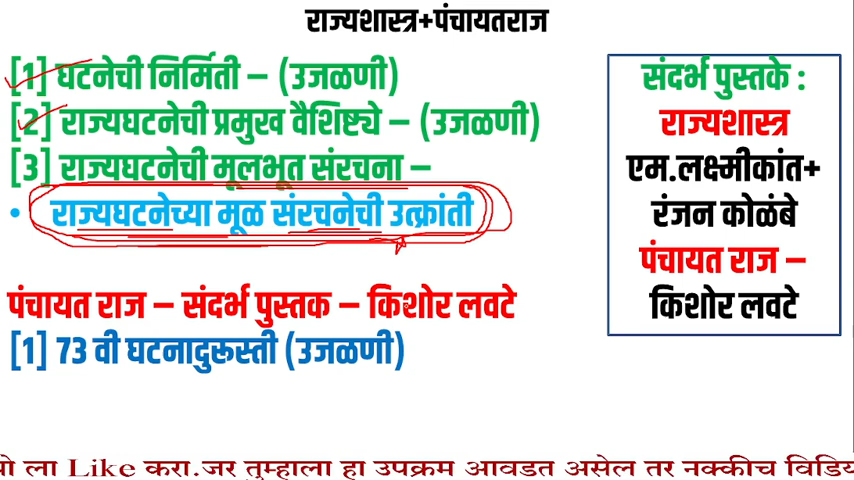 राज्यशास्त्र+पंचायतराज
[1] घटनेची निर्मिती – (उजळणी)
[2] राज्यघटनेची प्रमुख वैशिष्ट्ये – (उजळणी)
[3] राज्यघटनेची मूलभूत संरचना –
• राज्यघटनेच्या मूळ संरचनेची उत्क्रांती
पंचायत राज – संदर्भ पुस्तक – किशोर लवटे
[1] 73 वी घटनादुरूस्ती (उजळणी)
संदर्भ पुस्तके :
राज्यशास्त्र
एम.लक्ष्मीकांत+
रंजन कोळंबे
पंचायत राज –
किशोर लवटे
ला Like करा.जर तुम्हाला हा उपक्रम आवडत असेल तर नक्कीच